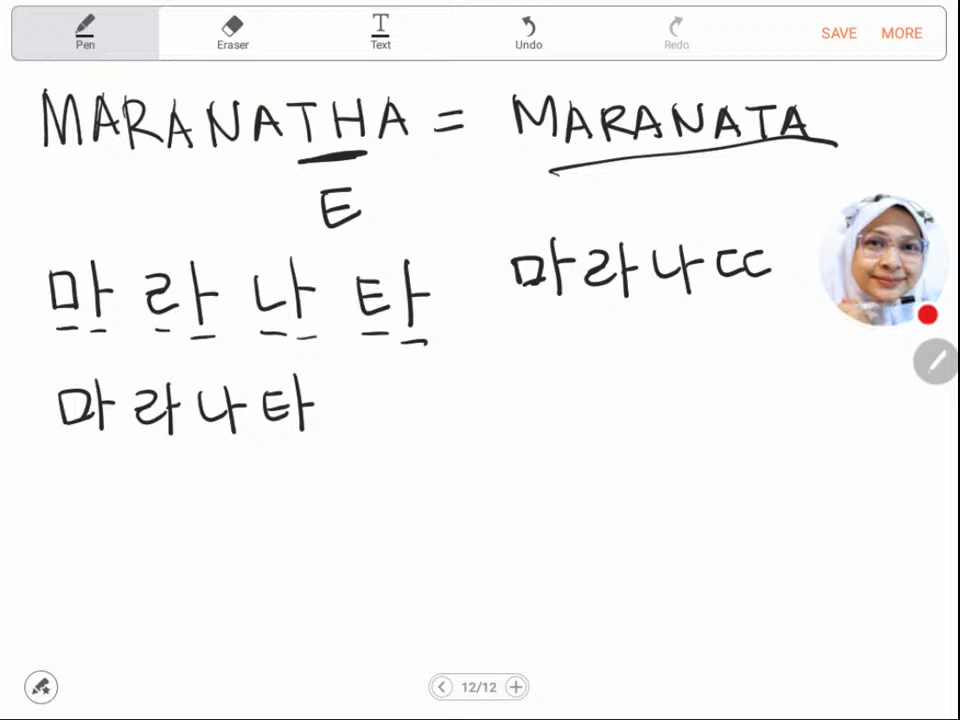 Pen Eraser Text Undo Redo SAVE MORE
MARANATHA = MARANATA
ㅌ
마 라 나 타 마라나ㄸ
마라나타
12/12